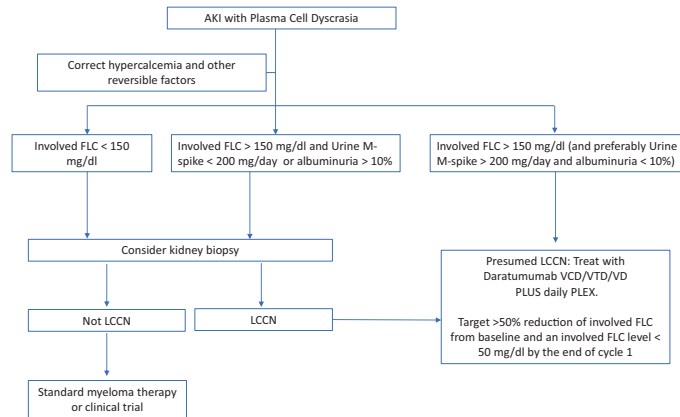 AKI with Plasma Cell Dyscrasia
Correct hypercalcemia and other
reversible factors
Involved FLC < 150
mg/dl
Involved FLC > 150 mg/dl and Urine M-
spike < 200 mg/day or albuminuria > 10%
Involved FLC > 150 mg/dl (and preferably Urine
M-spike > 200 mg/day and albuminuria < 10%)
Consider kidney biopsy
Presumed LCCN: Treat with
Daratumumab VCD/VTD/VD
PLUS daily PLEX.
Target >50% reduction of involved FLC
from baseline and an involved FLC level <
50 mg/dl by the end of cycle 1
Not LCCN
LCCN
Standard myeloma therapy
or clinical trial